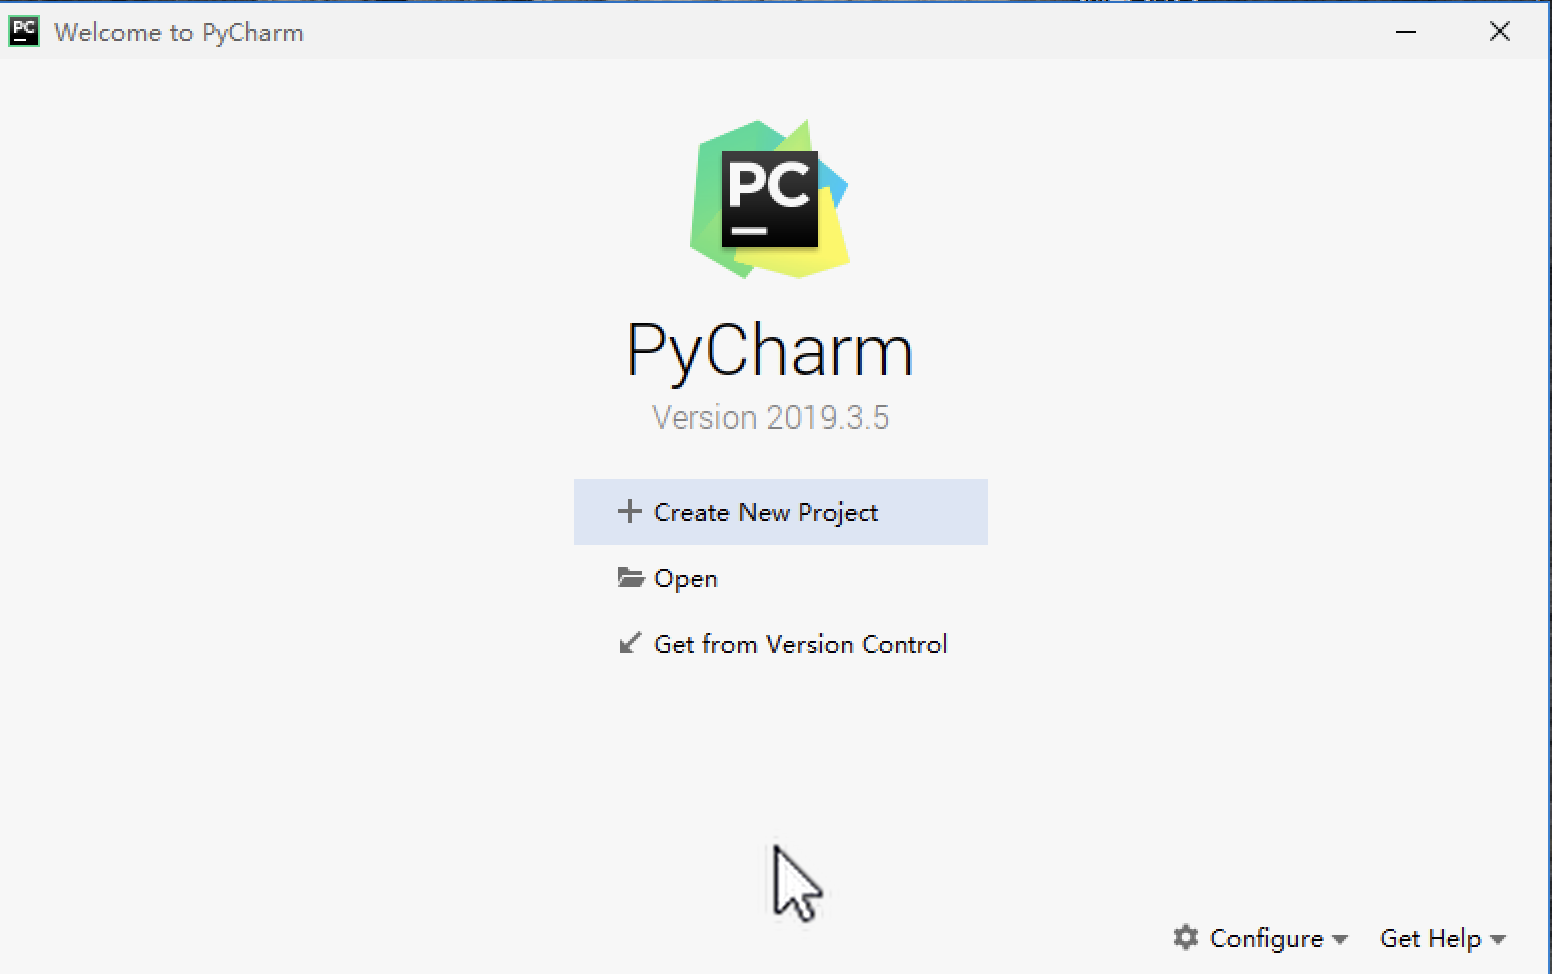 PC
Welcome to PyCharm
PC
PyCharm
Version 2019.3.5
Create New Project
Open
Get from Version Control
Configure
Get Help